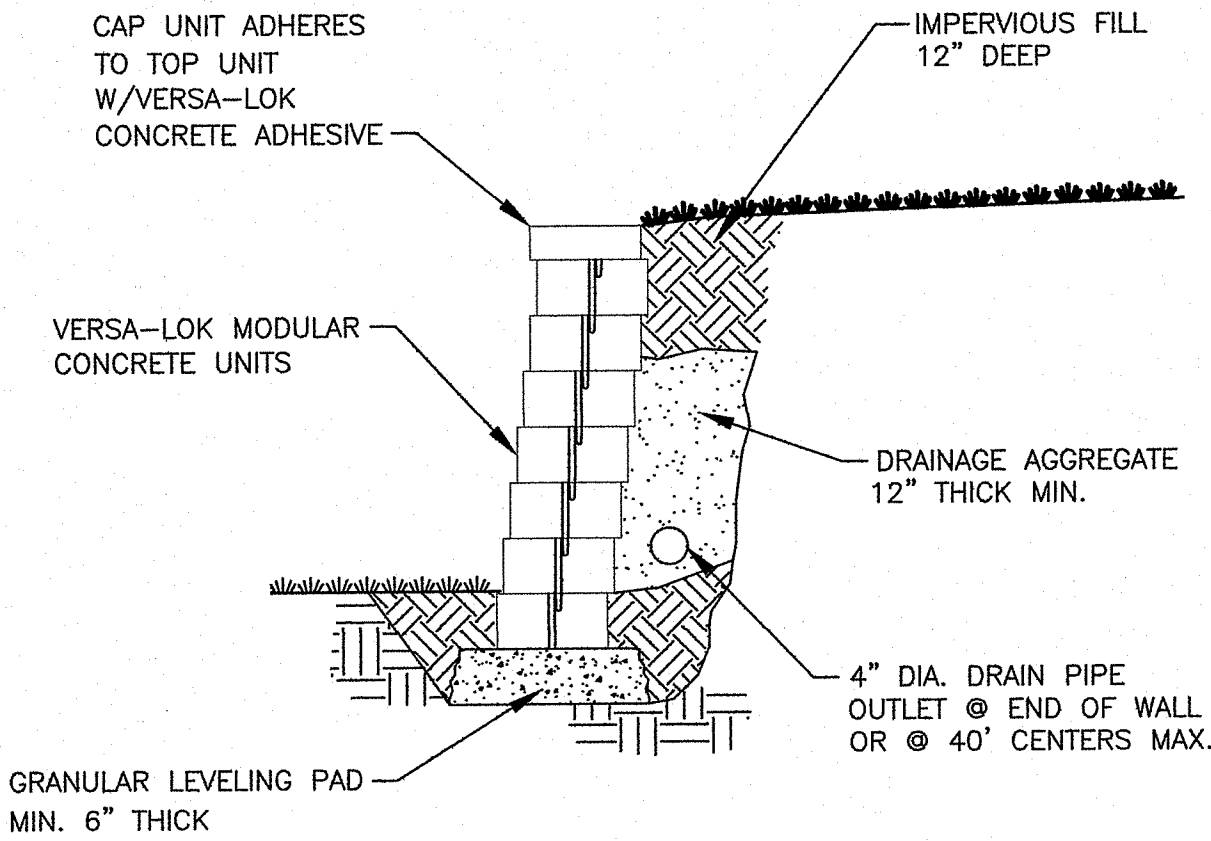 CAP UNIT ADHERES
TO TOP UNIT
W/VERSA-LOK
CONCRETE ADHESIVE
IMPERVIOUS FILL
12" DEEP
VERSA-LOK MODULAR
CONCRETE UNITS
DRAINAGE AGGREGATE
12" THICK MIN.
4" DIA. DRAIN PIPE
OUTLET @ END OF WALL
OR @ 40' CENTERS MAX.
GRANULAR LEVELING PAD
MIN. 6" THICK